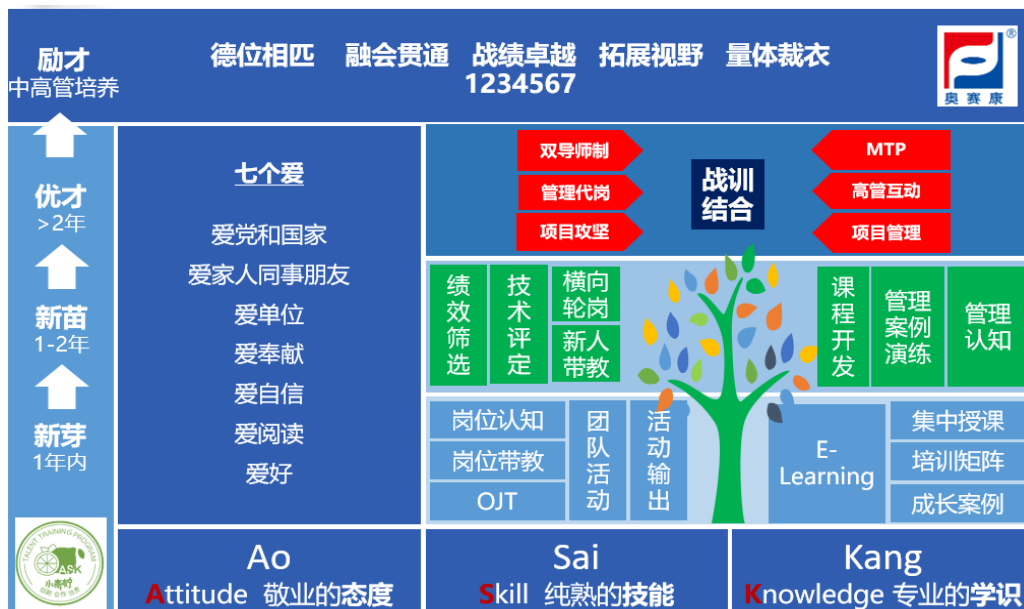 励才
中高管培养
德位相匹 融会贯通 战绩卓越 拓展视野 量体裁衣
1234567
®
奥赛康
优才
>2年
新苗
1-2年
新芽
1年内
七个爱
爱党和国家
爱家人同事朋友
爱单位
爱奉献
爱自信
爱阅读
爱好
双导师制
管理代岗
项目攻坚
战训
结合
MTP
高管互动
项目管理
绩效筛选
技术评定
横向
轮岗
新人
带教
课程开发
管理
案例
演练
管理
认知
岗位认知
岗位带教
OJT
团队活动
活动输出
E-
Learning
集中授课
培训矩阵
成长案例
TALENT TRAINING PROGRAM
ASK
小青柠
Ao
Attitude 敬业的态度
Sai
Skill 纯熟的技能
Kang
Knowledge 专业的学识